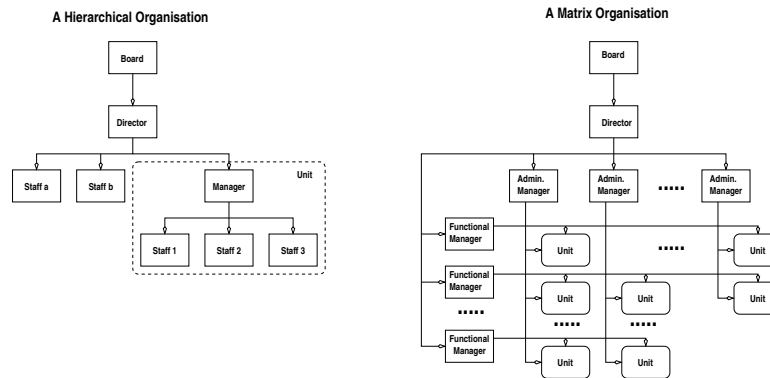 A Hierarchical Organisation
Board
Director
Staff a
Staff b
Manager
Unit
Staff 1
Staff 2
Staff 3
A Matrix Organisation
Board
Director
Admin.
Manager
Admin.
Manager
.....
Admin.
Manager
Functional
Manager
Unit
.....
Unit
Functional
Manager
Unit
Unit
Unit
.....
.....
.....
Functional
Manager
Unit
Unit